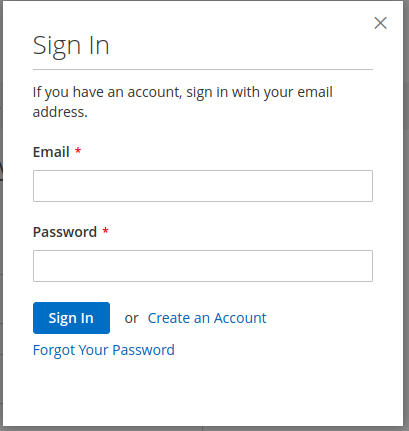 Sign In
If you have an account, sign in with your email
address.
Email *
Password *
Sign In or Create an Account
Forgot Your Password